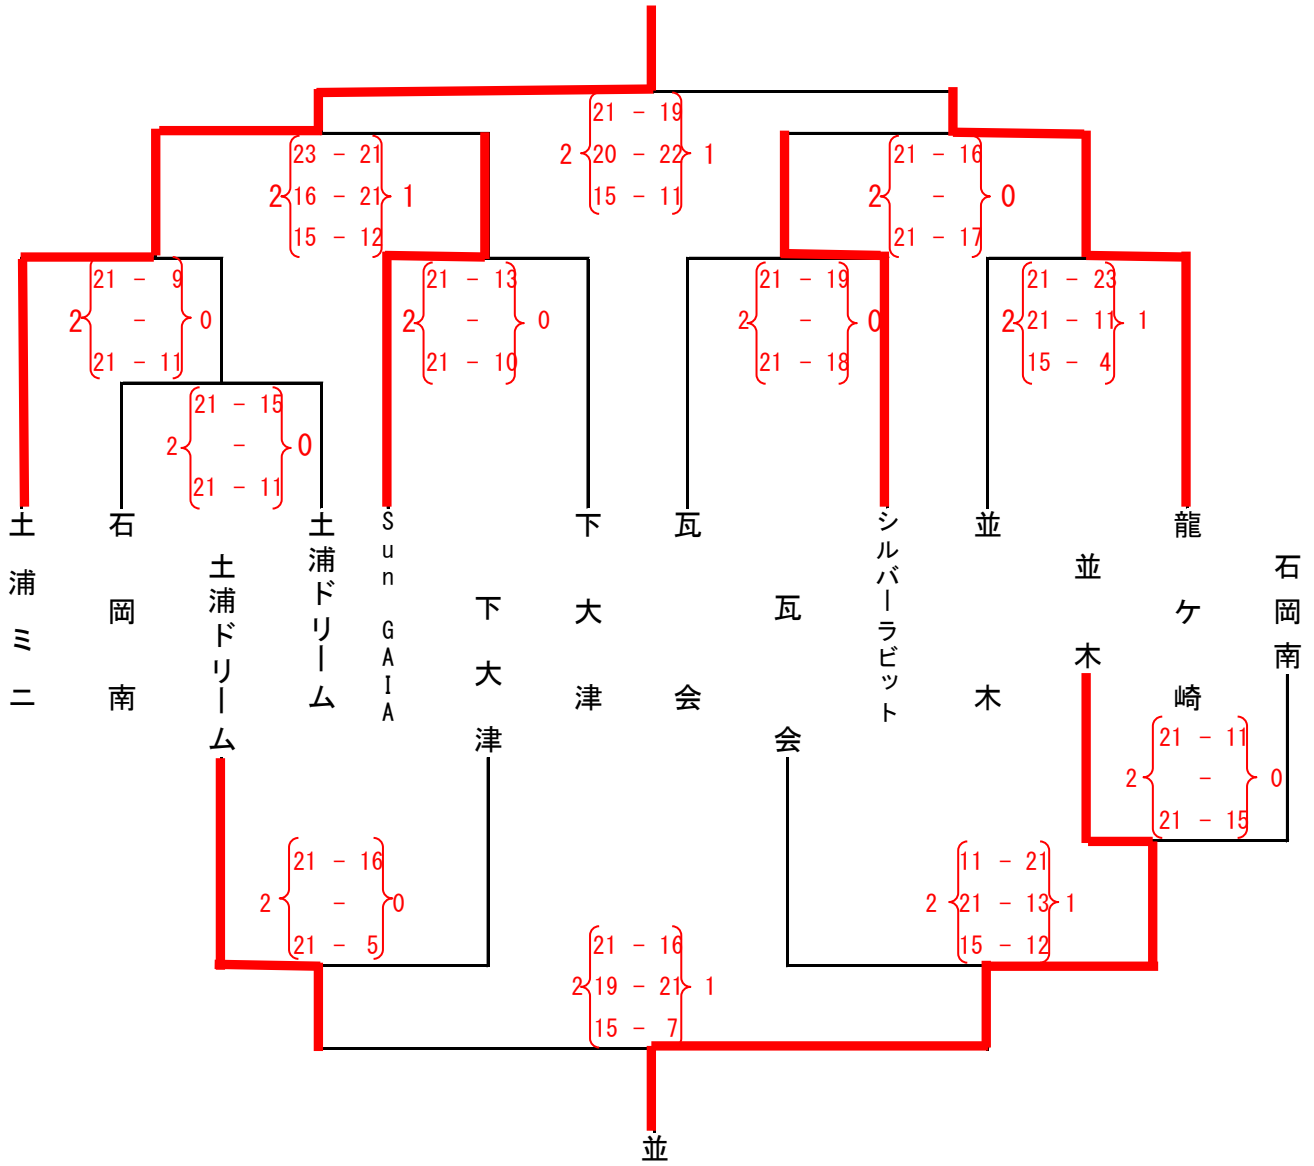 21 － 19
2 20 － 22 1
15 － 11
23 － 21
2 16 － 21 1
15 － 12
21 － 16
2 － 0
21 － 17
21 － 9
2 － 0
21 － 11
21 － 13
2 － 0
21 － 10
21 － 19
2 － 0
21 － 18
21 － 23
2 21 － 11 1
15 － 4
21 － 15
2 － 0
21 － 11
土浦ミニ
石岡南
土浦ドリーム
土浦ドリーム
Sun GAIA
下大津
下大津
瓦会
瓦会
シルバーラビット
並木
並木
龍ケ崎
石岡南
21 － 11
2 － 0
21 － 15
21 － 16
2 － 0
21 － 5
11 － 21
2 21 － 13 1
15 － 12
21 － 16
2 19 － 21 1
15 － 7
並